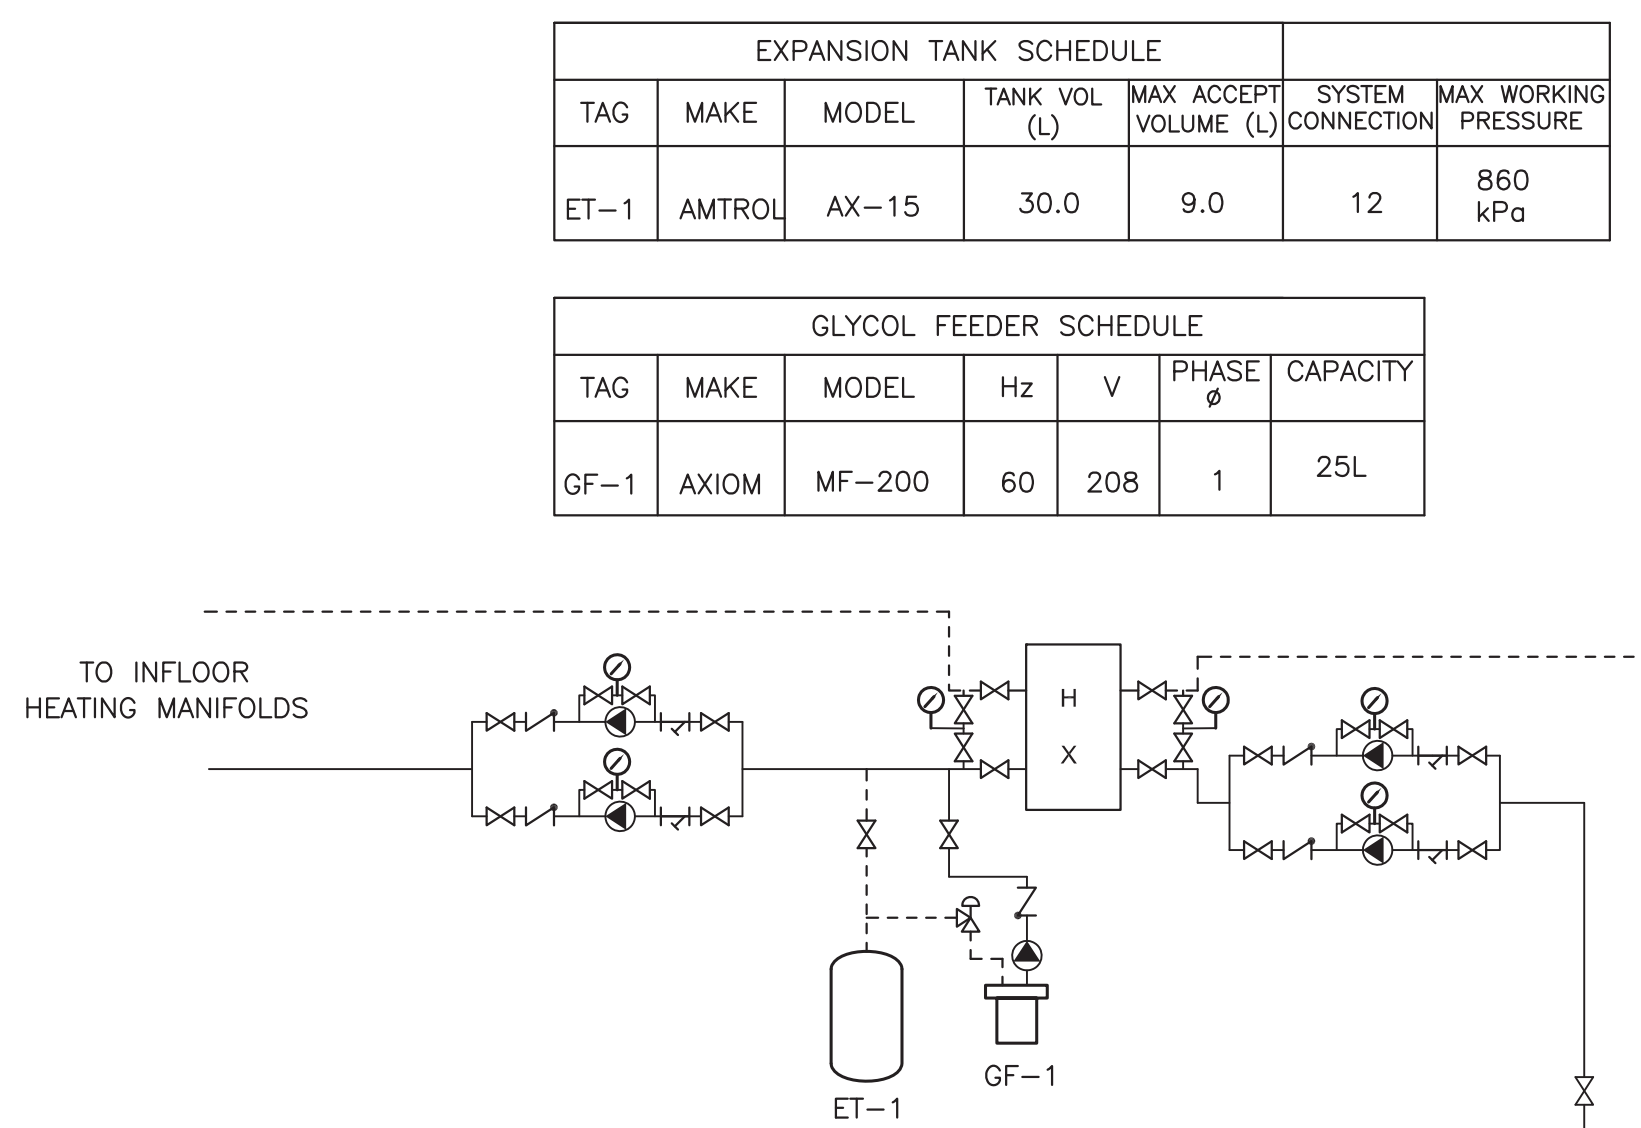 EXPANSION TANK SCHEDULE
TAG MAKE MODEL TANK VOL (L) MAX ACCEPT VOLUME (L) SYSTEM CONNECTION MAX WORKING PRESSURE
ET-1 AMTROL AX-15 30.0 9.0 12 860 kPa
GLYCOL FEEDER SCHEDULE
TAG MAKE MODEL Hz V PHASE ø CAPACITY
GF-1 AXIOM MF-200 60 208 1 25L
TO INFLOOR
HEATING MANIFOLDS
H
X
GF-1
ET-1